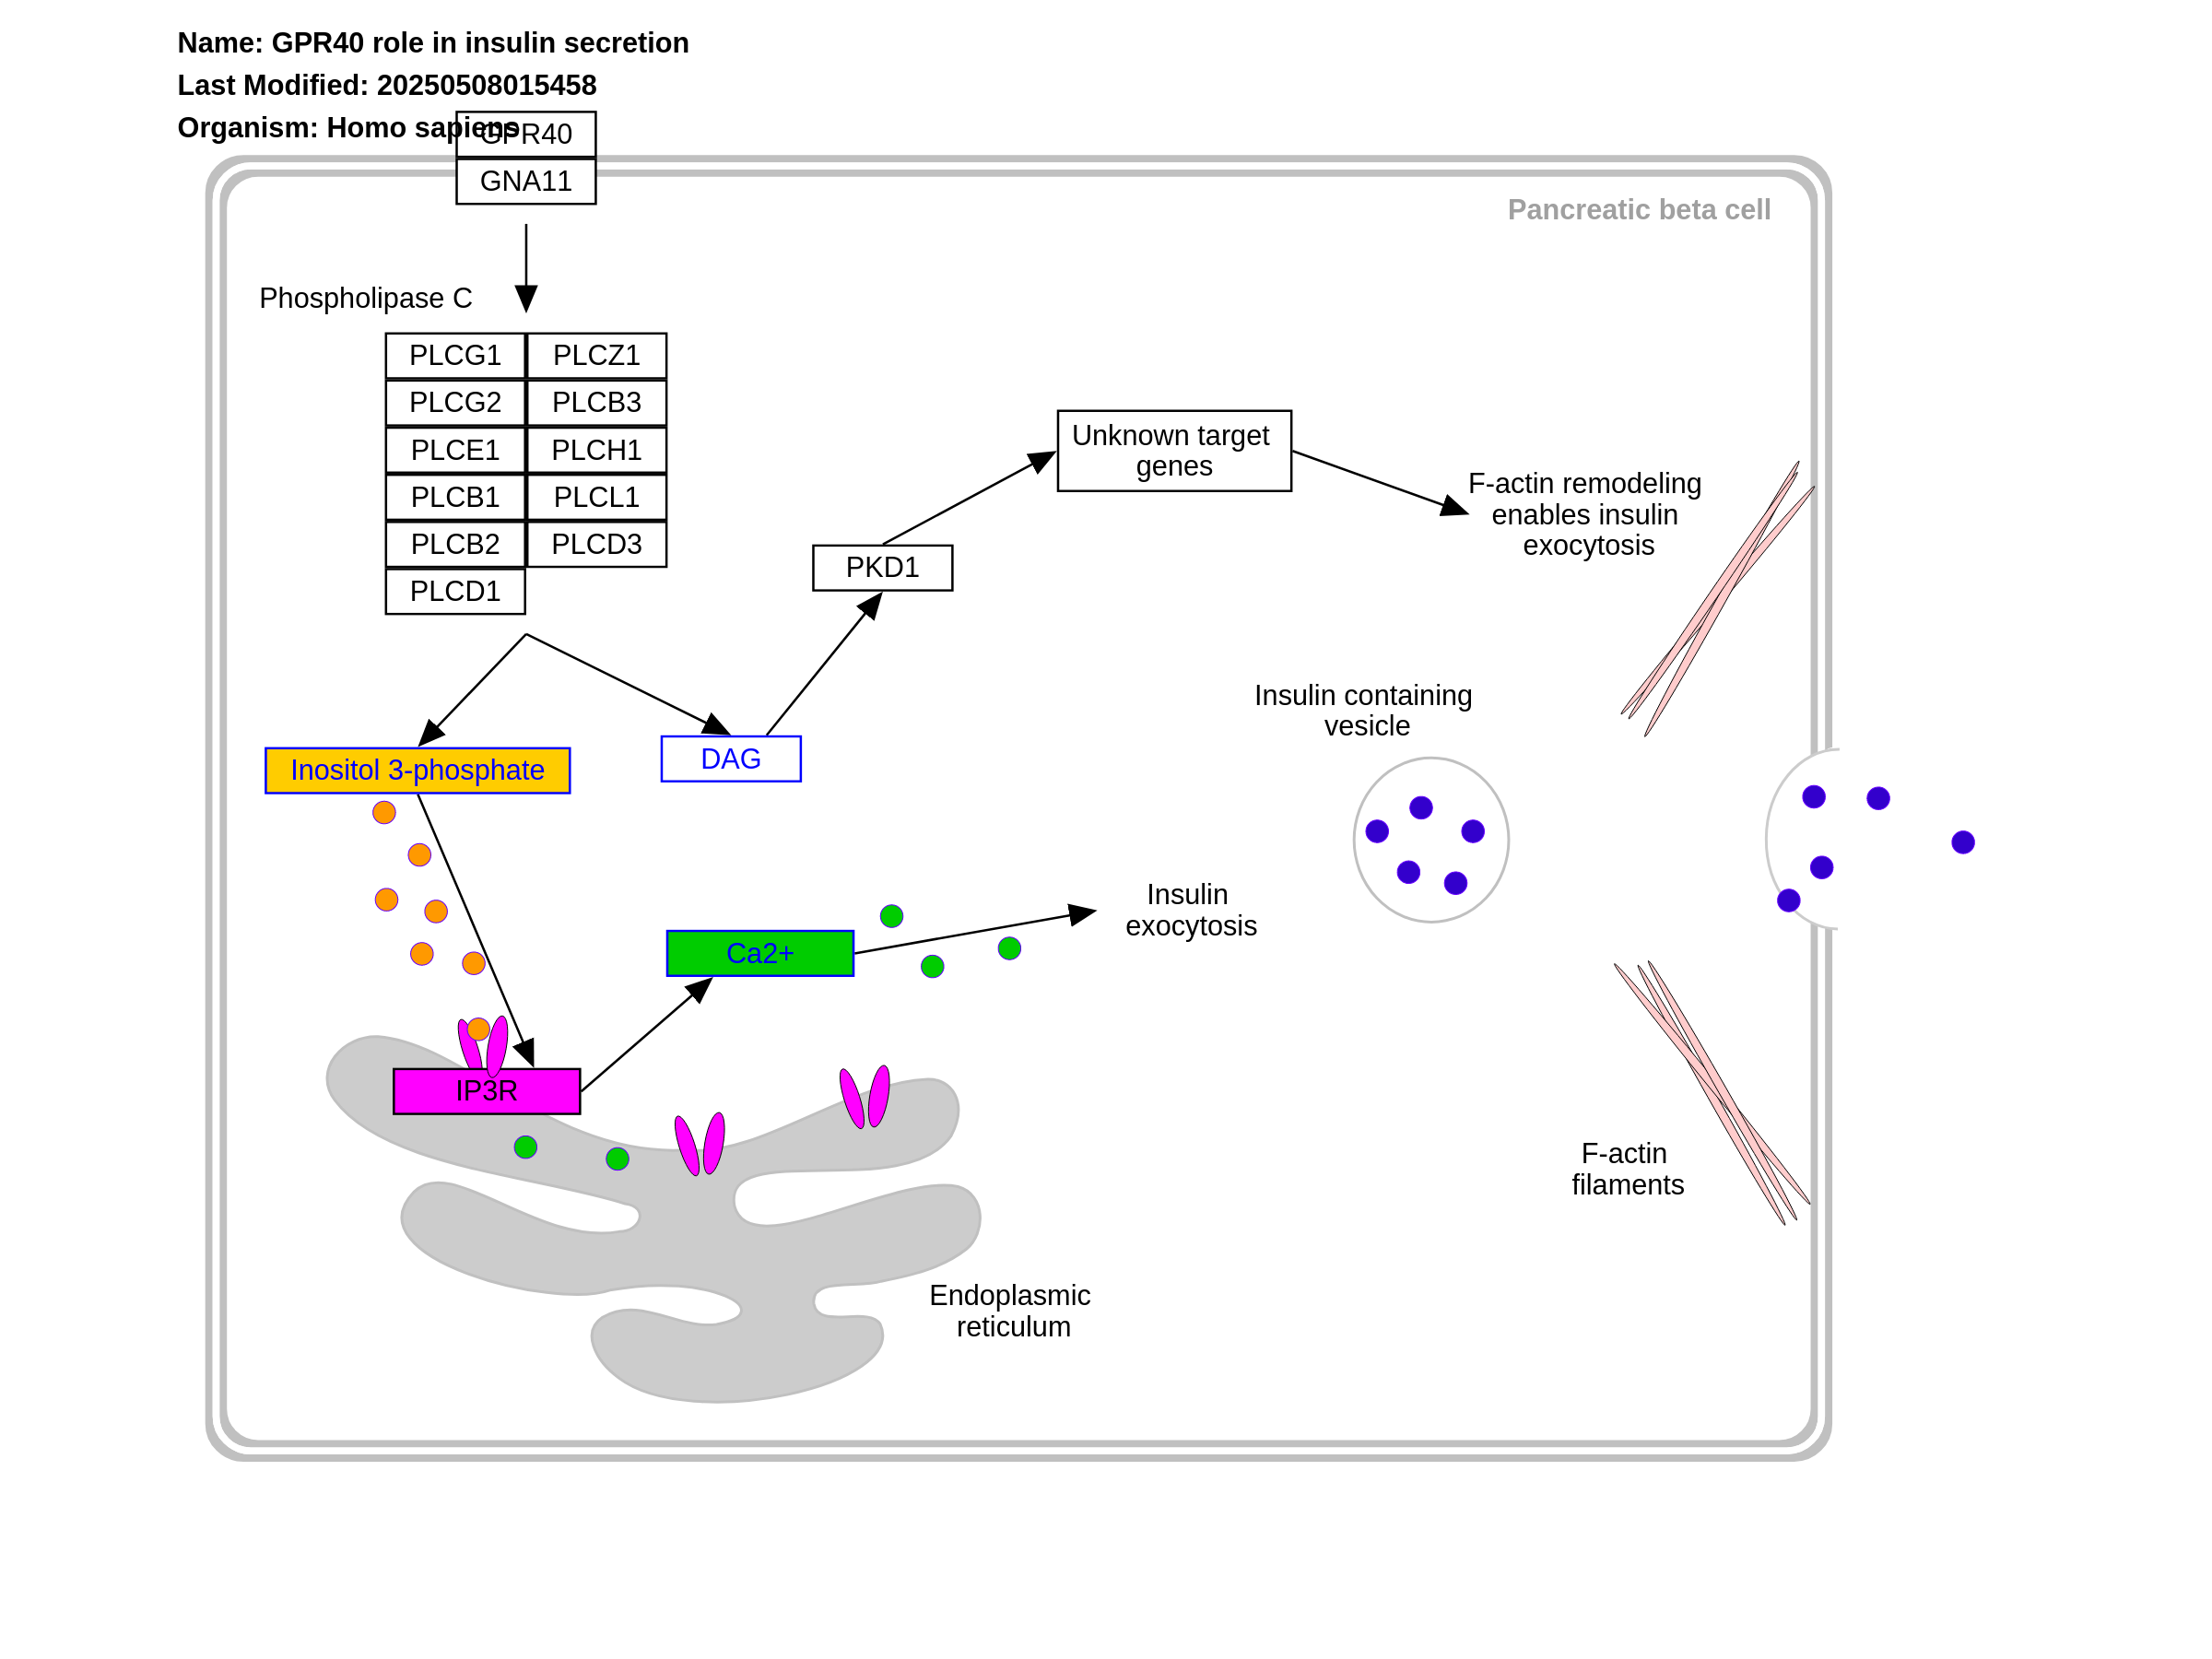 Name: GPR40 role in insulin secretion
Last Modified: 20250508015458
Organism: Homo sapiens
GPR40
GNA11
Pancreatic beta cell
Phospholipase C
PLCG1
PLCZ1
PLCG2
PLCB3
PLCE1
PLCH1
PLCB1
PLCL1
PLCB2
PLCD3
PLCD1
Unknown target
genes
F-actin remodeling
enables insulin
exocytosis
PKD1
Insulin containing
vesicle
DAG
Inositol 3-phosphate
Insulin
exocytosis
Ca2+
IP3R
F-actin
filaments
Endoplasmic
reticulum